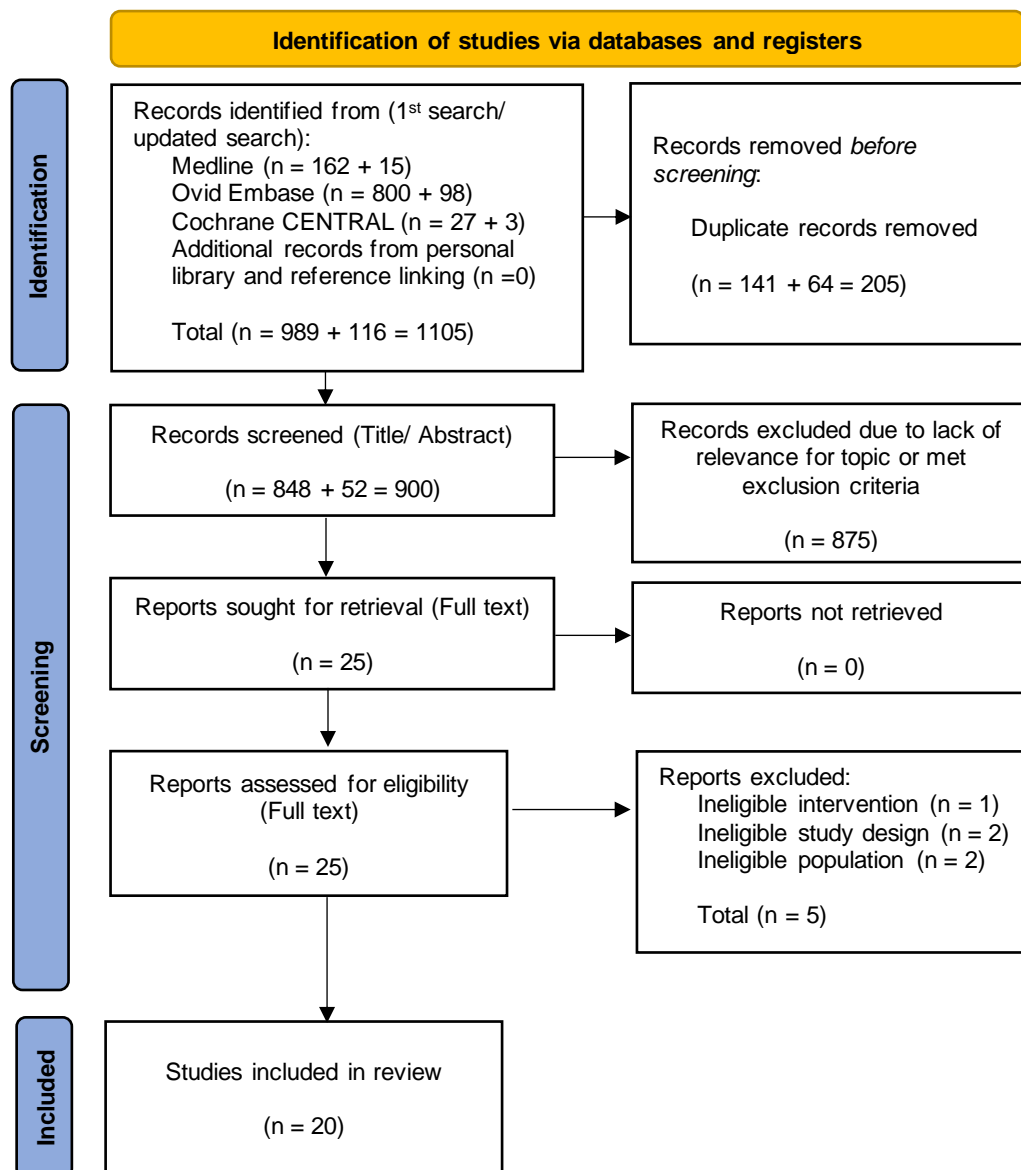 Identification of studies via databases and registers
Identification
Records identified from (1st search/
updated search):
Medline (n = 162 + 15)
Ovid Embase (n = 800 + 98)
Cochrane CENTRAL (n = 27 + 3)
Additional records from personal
library and reference linking (n =0)
Total (n = 989 + 116 = 1105)
Records removed before
screening:
Duplicate records removed
(n = 141 + 64 = 205)
Screening
Records screened (Title/ Abstract)
(n = 848 + 52 = 900)
Records excluded due to lack of
relevance for topic or met
exclusion criteria
(n = 875)
Reports sought for retrieval (Full text)
(n = 25)
Reports not retrieved
(n = 0)
Reports assessed for eligibility
(Full text)
(n = 25)
Reports excluded:
Ineligible intervention (n = 1)
Ineligible study design (n = 2)
Ineligible population (n = 2)
Total (n = 5)
Included
Studies included in review
(n = 20)